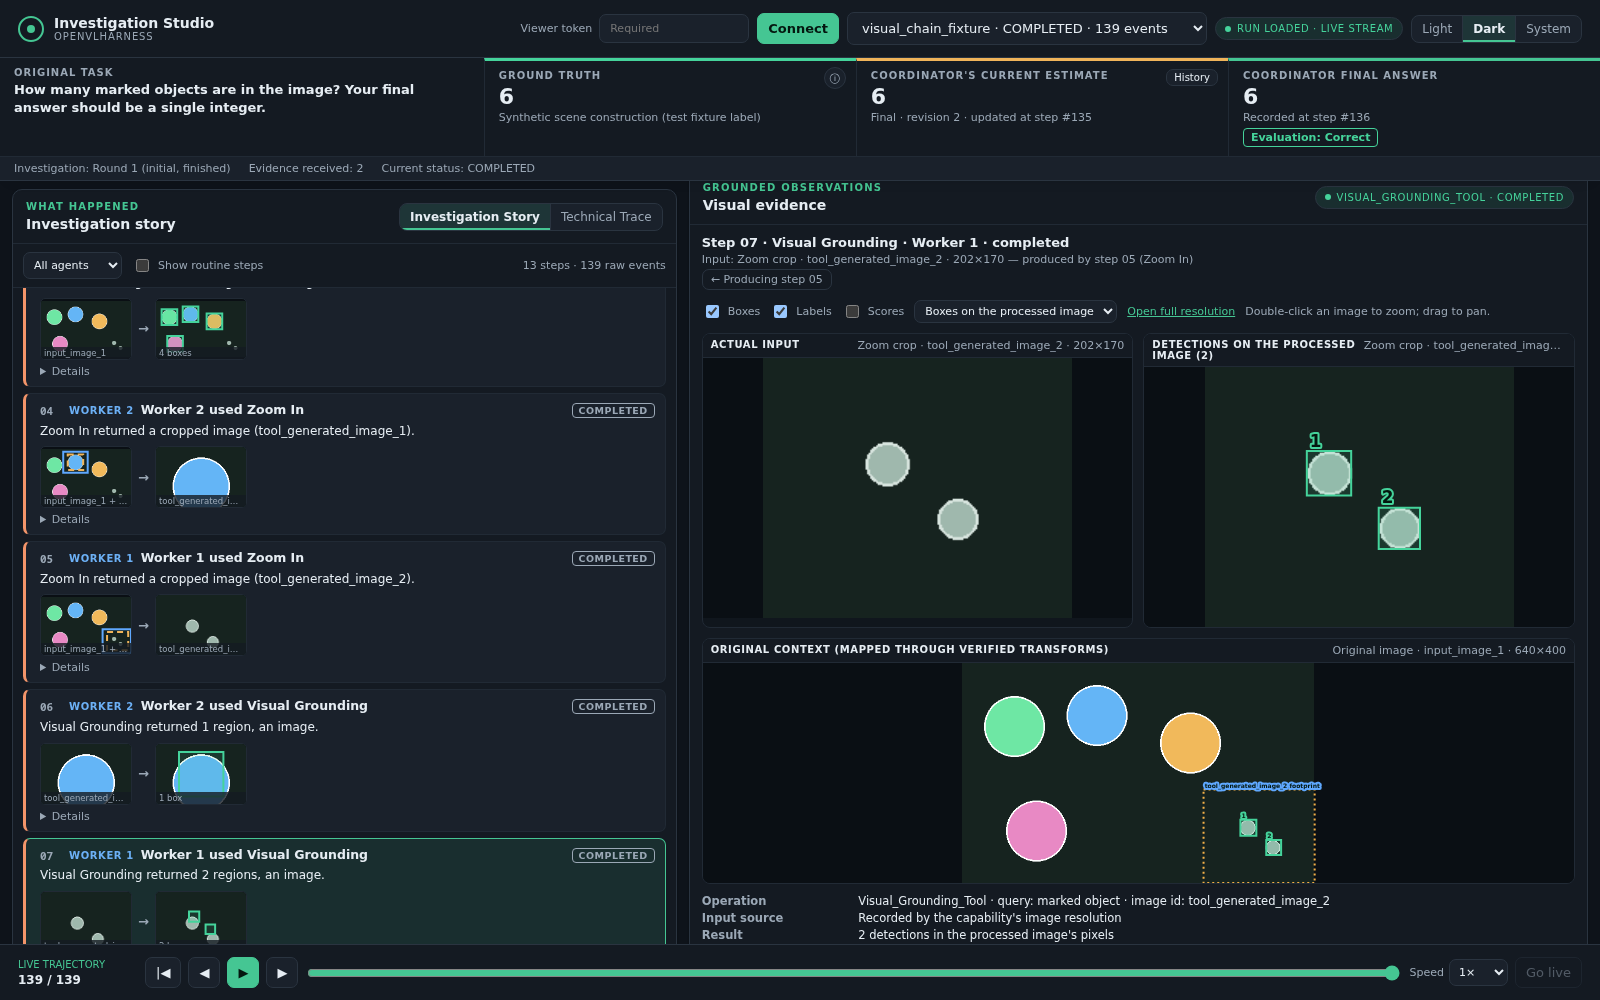 Investigation Studio
OPENVLHARNESS
Viewer token
Required
Connect
visual_chain_fixture · COMPLETED · 139 events
RUN LOADED · LIVE STREAM
Light
Dark
System
ORIGINAL TASK
How many marked objects are in the image? Your final
answer should be a single integer.
GROUND TRUTH
6
Synthetic scene construction (test fixture label)
COORDINATOR'S CURRENT ESTIMATE
History
6
Final · revision 2 · updated at step #135
COORDINATOR FINAL ANSWER
6
Recorded at step #136
Evaluation: Correct
Investigation: Round 1 (initial, finished)
Evidence received: 2
Current status: COMPLETED
WHAT HAPPENED
Investigation story
Investigation Story
Technical Trace
All agents
Show routine steps
13 steps · 139 raw events
input_image_1
→
4 boxes
Details
04 WORKER 2 Worker 2 used Zoom In
COMPLETED
Zoom In returned a cropped image (tool_generated_image_1).
input_image_1 + ...
→
tool_generated_i...
Details
05 WORKER 1 Worker 1 used Zoom In
COMPLETED
Zoom In returned a cropped image (tool_generated_image_2).
input_image_1 + ...
→
tool_generated_i...
Details
06 WORKER 2 Worker 2 used Visual Grounding
COMPLETED
Visual Grounding returned 1 region, an image.
tool_generated_i...
→
1 box
Details
07 WORKER 1 Worker 1 used Visual Grounding
COMPLETED
Visual Grounding returned 2 regions, an image.
→
GROUNDED OBSERVATIONS
Visual evidence
VISUAL_GROUNDING_TOOL · COMPLETED
Step 07 · Visual Grounding · Worker 1 · completed
Input: Zoom crop · tool_generated_image_2 · 202×170 — produced by step 05 (Zoom In)
← Producing step 05
Boxes
Labels
Scores
Boxes on the processed image
Open full resolution
Double-click an image to zoom; drag to pan.
ACTUAL INPUT
Zoom crop · tool_generated_image_2 · 202×170
DETECTIONS ON THE PROCESSED
IMAGE (2)
Zoom crop · tool_generated_imag...
1
2
ORIGINAL CONTEXT (MAPPED THROUGH VERIFIED TRANSFORMS)
Original image · input_image_1 · 640×400
tool_generated_image_2 footprint
1
2
Operation
Visual_Grounding_Tool · query: marked object · image id: tool_generated_image_2
Input source
Recorded by the capability's image resolution
Result
2 detections in the processed image's pixels
LIVE TRAJECTORY
139 / 139
Speed
1×
Go live